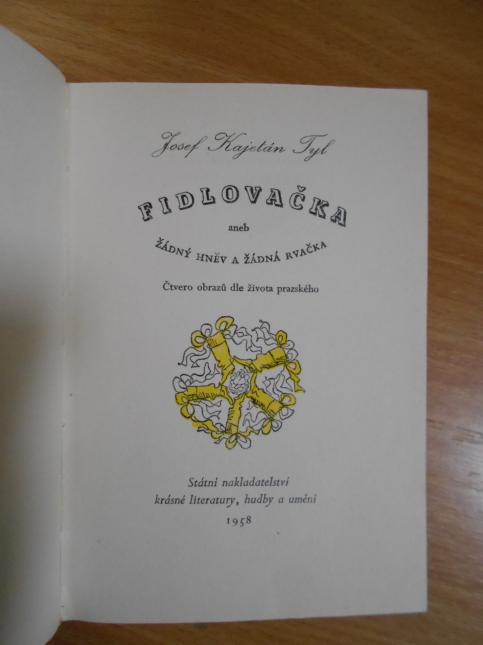 Josef Kajetán Tyl
FIDLOVAČKA
aneb
ŽÁDNÝ HNĚV A ŽÁDNÁ RVAČKA
Čtvero obrazů dle života prazského
Státní nakladatelství
krásné literatury, hudby a umění
1958